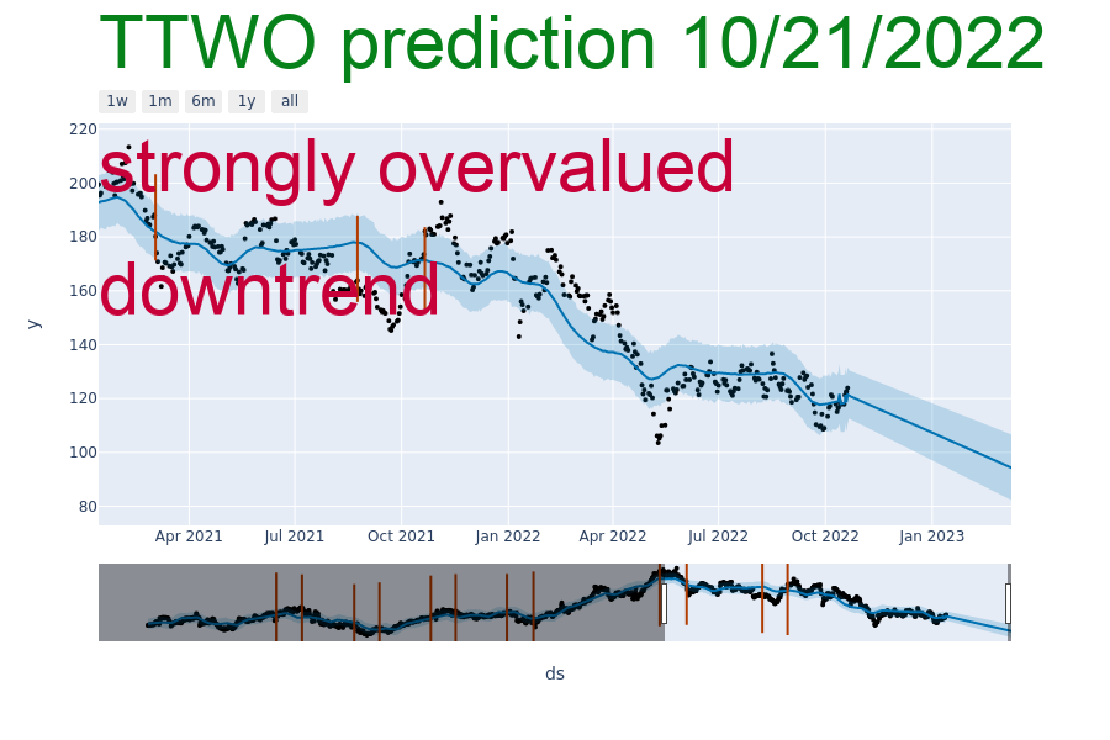 TTWO prediction 10/21/2022
1w 1m 6m 1y all
strongly overvalued
downtrend
220
200
180
160
140
120
100
80
y
Apr 2021 Jul 2021 Oct 2021 Jan 2022 Apr 2022 Jul 2022 Oct 2022 Jan 2023
ds